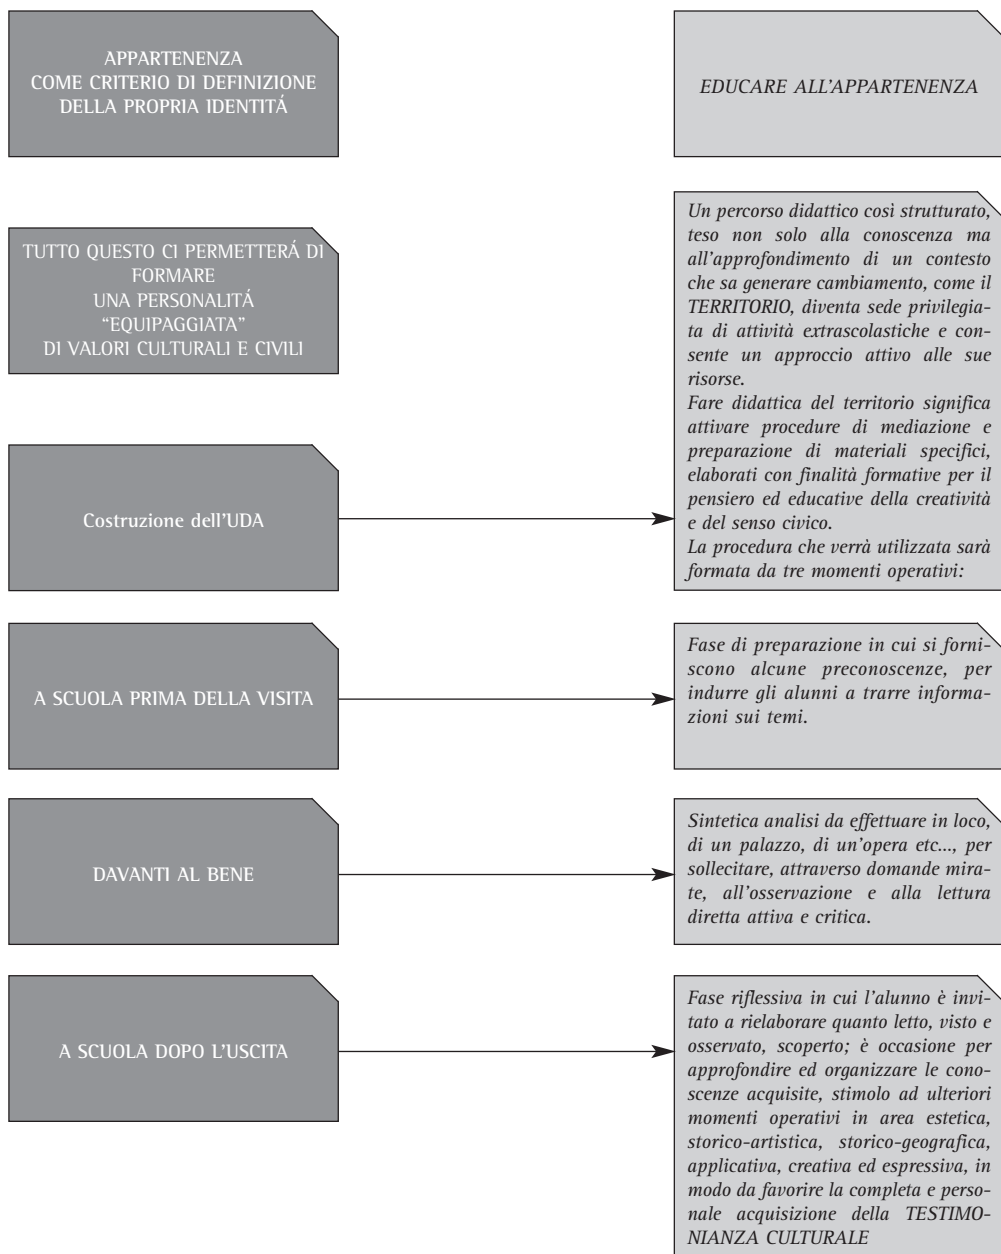 APPARTENENZA
COME CRITERIO DI DEFINIZIONE
DELLA PROPRIA IDENTITÁ
EDUCARE ALL'APPARTENENZA
TUTTO QUESTO CI PERMETTERÁ DI
FORMARE
UNA PERSONALITÁ
“EQUIPAGGIATA”
DI VALORI CULTURALI E CIVILI
Un percorso didattico così strutturato,
teso non solo alla conoscenza ma
all'approfondimento di un contesto
che sa generare cambiamento, come il
TERRITORIO, diventa sede privilegia-
ta di attività extrascolastiche e con-
sente un approccio attivo alle sue
risorse.
Fare didattica del territorio significa
attivare procedure di mediazione e
preparazione di materiali specifici,
elaborati con finalità formative per il
pensiero ed educative della creatività
e del senso civico.
La procedura che verrà utilizzata sarà
formata da tre momenti operativi:
Costruzione dell'UDA
A SCUOLA PRIMA DELLA VISITA
Fase di preparazione in cui si forni-
scono alcune preconoscenze, per
indurre gli alunni a trarre informa-
zioni sui temi.
DAVANTI AL BENE
Sintetica analisi da effettuare in loco,
di un palazzo, di un'opera etc..., per
sollecitare, attraverso domande mira-
te, all'osservazione e alla lettura
diretta attiva e critica.
A SCUOLA DOPO L'USCITA
Fase riflessiva in cui l'alunno è invi-
tato a rielaborare quanto letto, visto e
osservato, scoperto; è occasione per
approfondire ed organizzare le cono-
scenze acquisite, stimolo ad ulteriori
momenti operativi in area estetica,
storico-artistica, storico-geografica,
applicativa, creativa ed espressiva, in
modo da favorire la completa e perso-
nale acquisizione della TESTIMO-
NIANZA CULTURALE